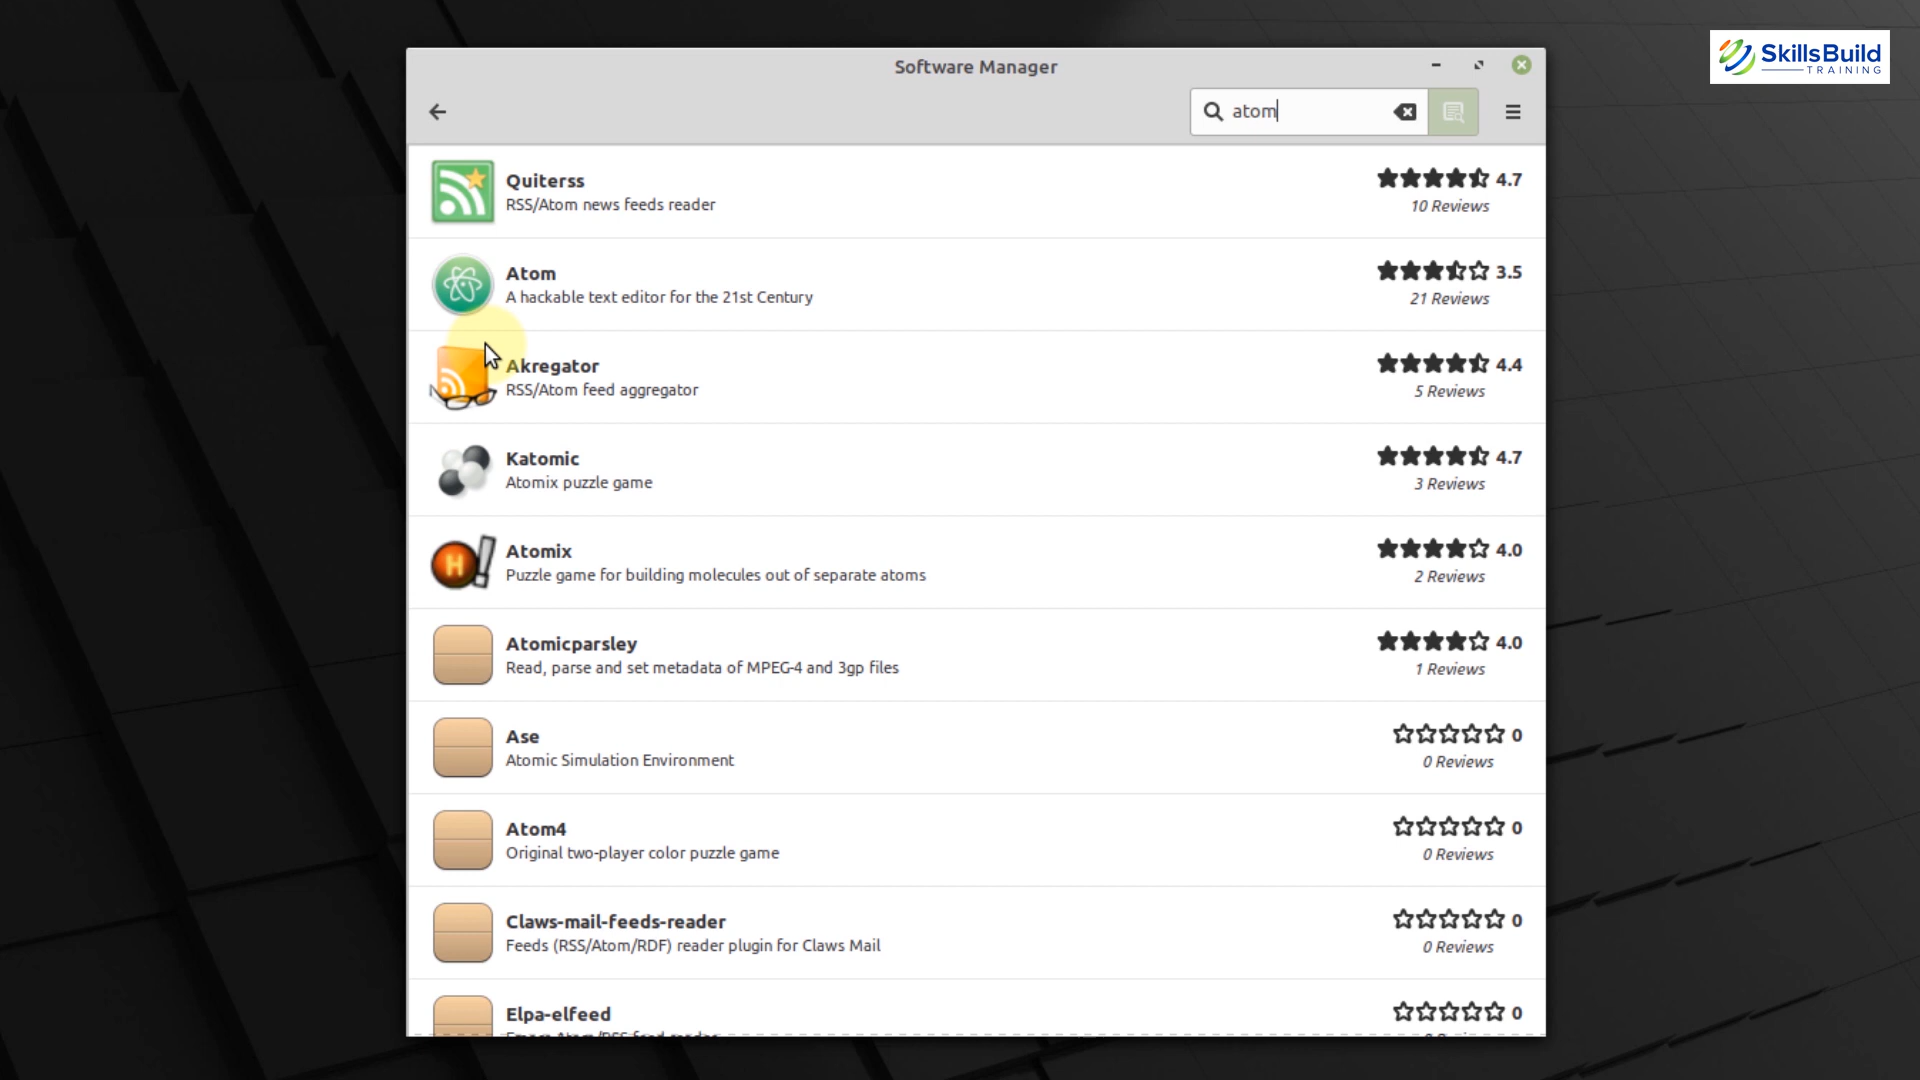 SkillsBuild
TRAINING
Software Manager
atom
Quiterss
4.7
RSS/Atom news feeds reader
10 Reviews
Atom
3.5
A hackable text editor for the 21st Century
21 Reviews
Akregator
4.4
RSS/Atom feed aggregator
5 Reviews
Katomic
4.7
Atomix puzzle game
3 Reviews
H
Atomix
4.0
Puzzle game for building molecules out of separate atoms
2 Reviews
Atomicparsley
4.0
Read, parse and set metadata of MPEG-4 and 3gp files
1 Reviews
Ase
0
Atomic Simulation Environment
0 Reviews
Atom4
0
Original two-player color puzzle game
0 Reviews
Claws-mail-feeds-reader
0
Feeds (RSS/Atom/RDF) reader plugin for Claws Mail
0 Reviews
Elpa-elfeed
0